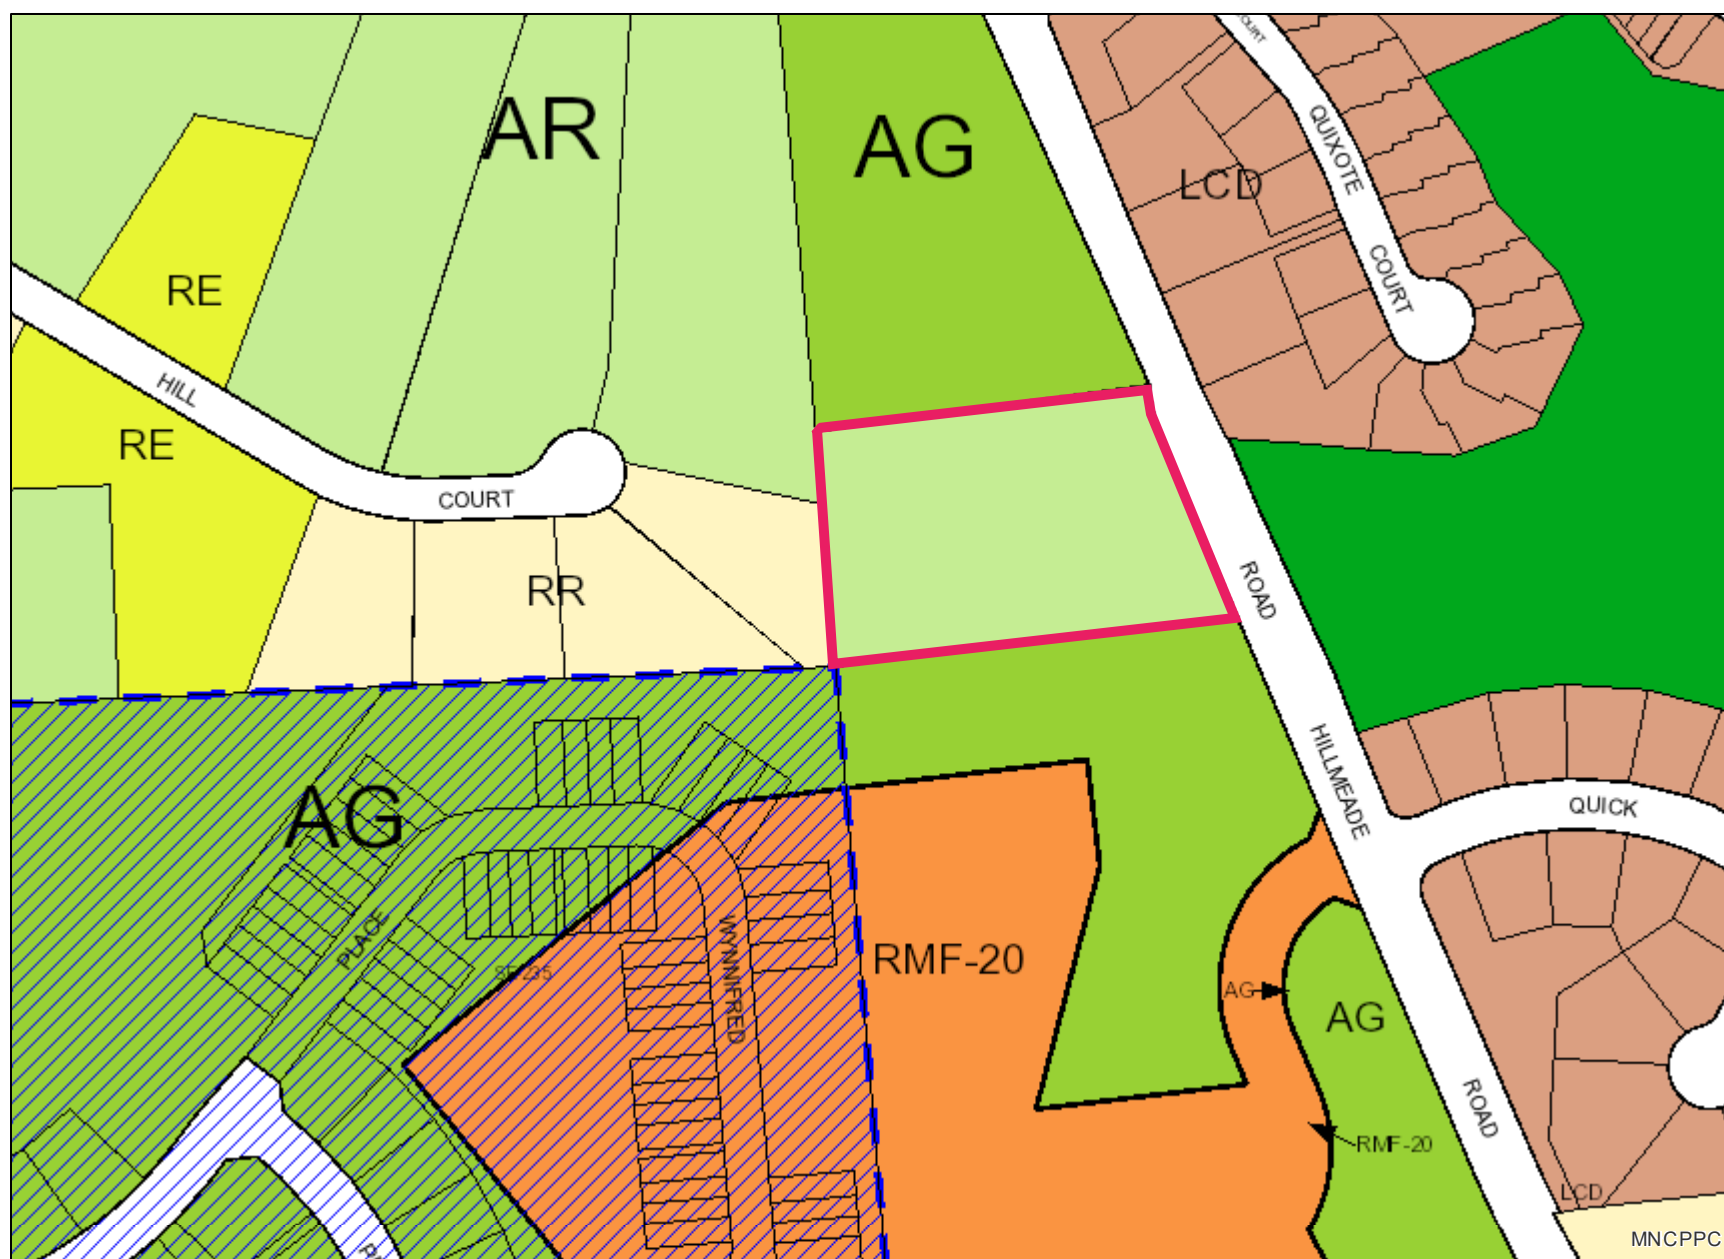 COURT
QUIXOTE
COURT
AR
AG
LCD
RE
HILL
RE
COURT
RR
ROAD
HILLMEADE
QUICK
AG
PLACE
WYNNIFRED
RMF-20
AG
AG
RMF-20
ROAD
LCD
MNCPPC